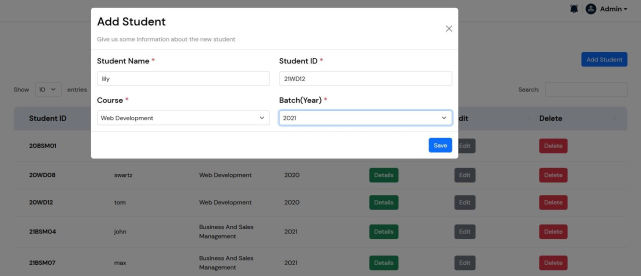 Admin
Add Student
Give us some information about the new student
Student Name *
Student ID *
lily
21WD12
Add Student
Show 10 entries
Search:
Course *
Batch(Year) *
Web Development
2021
Student ID
dit
Delete
Save
20BSM01
Edit
Delete
20WD08 swartz Web Development 2020 Details Edit Delete
20WD12 tom Web Development 2020 Details Edit Delete
21BSM04 john Business And Sales Management 2021 Details Edit Delete
21BSM07 max Business And Sales Management 2021 Details Edit Delete